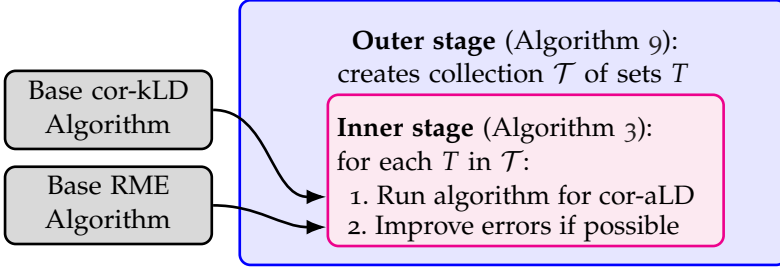 Base cor-kLD
Algorithm
Base RME
Algorithm
Outer stage (Algorithm 9):
creates collection 𝒯 of sets T
Inner stage (Algorithm 3):
for each T in 𝒯:
1. Run algorithm for cor-aLD
2. Improve errors if possible